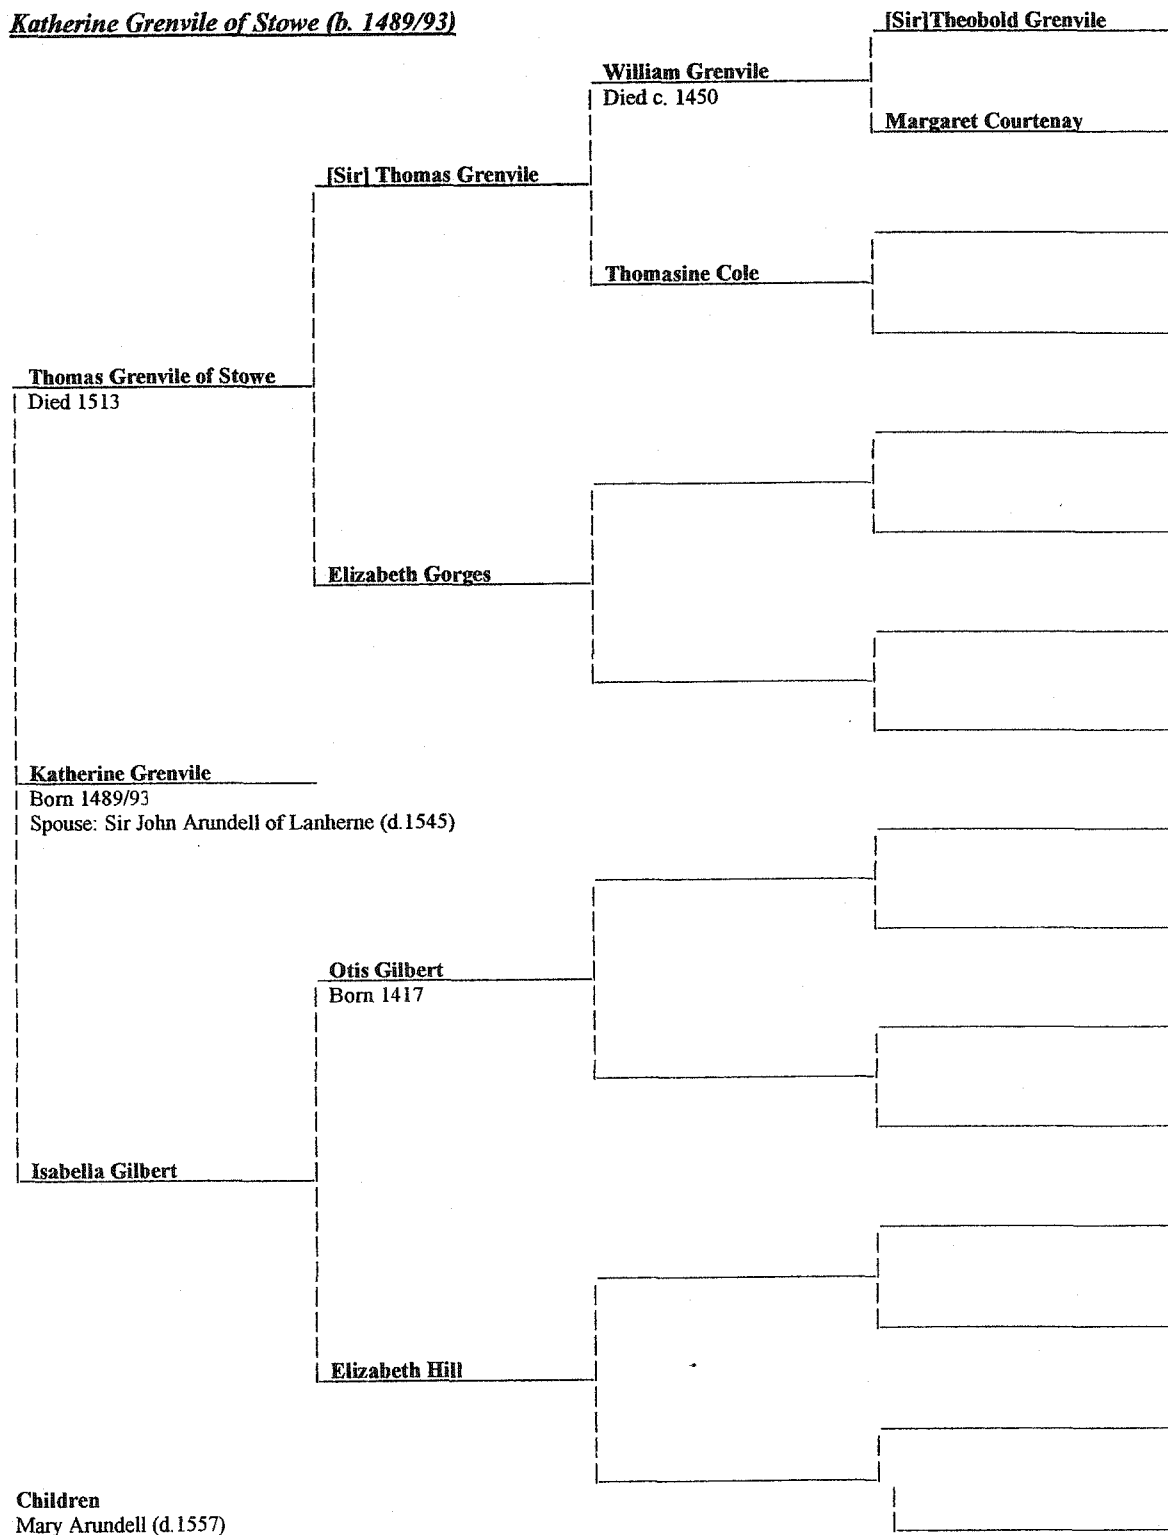 Katherine Grenvile of Stowe (b. 1489/93)
[Sir]Theobold Grenvile
William Grenvile
Died c. 1450
Margaret Courtenay
[Sir] Thomas Grenvile
Thomasine Cole
Thomas Grenvile of Stowe
Died 1513
Elizabeth Gorges
Katherine Grenvile
Born 1489/93
Spouse: Sir John Arundell of Lanherne (d.1545)
Otis Gilbert
Born 1417
Isabella Gilbert
Elizabeth Hill
Children
Mary Arundell (d.1557)